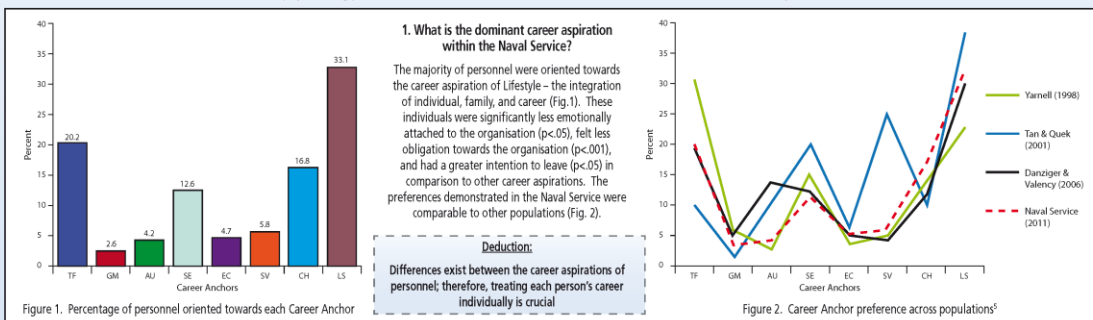 40
35
30
25
20
15
10
5
0
Percent
20.2
2.6
4.2
12.6
4.7
5.8
16.8
33.1
TF GM AU SE EC SV CH LS
Career Anchors
Figure 1. Percentage of personnel oriented towards each Career Anchor
1. What is the dominant career aspiration
within the Naval Service?
The majority of personnel were oriented towards
the career aspiration of Lifestyle – the integration
of individual, family, and career (Fig.1). These
individuals were significantly less emotionally
attached to the organisation (p<.05), felt less
obligation towards the organisation (p<.001),
and had a greater intention to leave (p<.05) in
comparison to other career aspirations. The
preferences demonstrated in the Naval Service were
comparable to other populations (Fig. 2).
Deduction:
Differences exist between the career aspirations of
personnel; therefore, treating each person's career
individually is crucial
40
35
30
25
20
15
10
5
0
Percent
TF GM AU SE EC SV CH LS
Career Anchors
Yarnell (1998)
Tan & Quek
(2001)
Danziger &
Valency (2006)
Naval Service
(2011)
Figure 2. Career Anchor preference across populations⁵